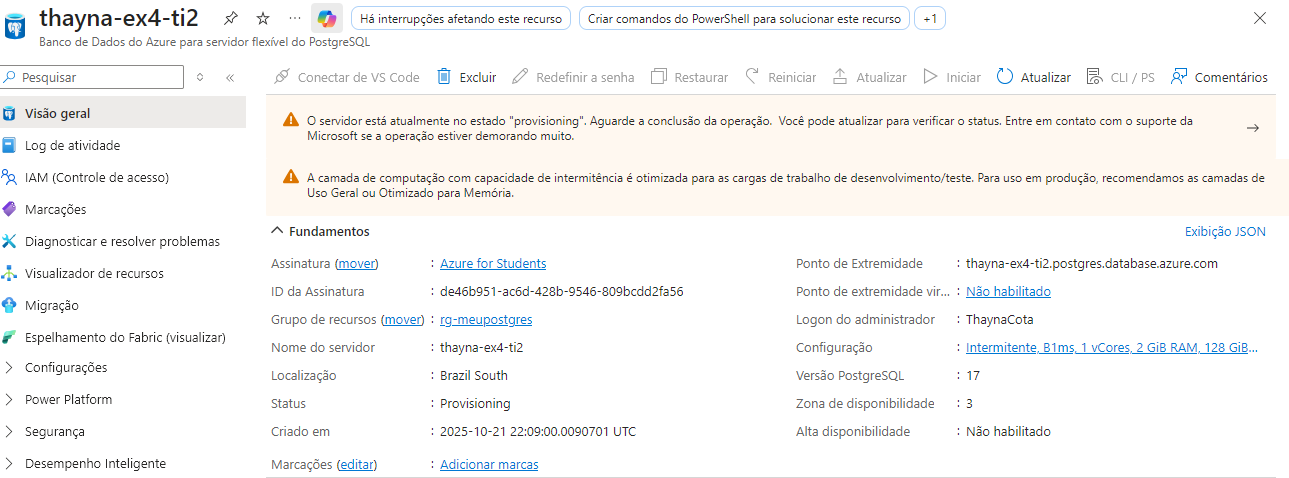 thayna-ex4-ti2
Há interrupções afetando este recurso
Criar comandos do PowerShell para solucionar este recurso
+1
Banco de Dados do Azure para servidor flexível do PostgreSQL
Pesquisar
Conectar de VS Code
Excluir
Redefinir a senha
Restaurar
Reiniciar
Atualizar
Iniciar
Atualizar
CLI / PS
Comentários
Visão geral
Log de atividade
IAM (Controle de acesso)
Marcações
Diagnosticar e resolver problemas
Visualizador de recursos
Migração
Espelhamento do Fabric (visualizar)
Configurações
Power Platform
Segurança
Desempenho Inteligente
O servidor está atualmente no estado "provisioning". Aguarde a conclusão da operação. Você pode atualizar para verificar o status. Entre em contato com o suporte da
Microsoft se a operação estiver demorando muito.
A camada de computação com capacidade de intermitência é otimizada para as cargas de trabalho de desenvolvimento/teste. Para uso em produção, recomendamos as camadas de
Uso Geral ou Otimizado para Memória.
Fundamentos
Exibição JSON
Assinatura (mover) : Azure for Students
ID da Assinatura : de46b951-ac6d-428b-9546-809bcdd2fa56
Grupo de recursos (mover) : rg-meupostgres
Nome do servidor : thayna-ex4-ti2
Localização : Brazil South
Status : Provisioning
Criado em : 2025-10-21 22:09:00.0090701 UTC
Marcações (editar) : Adicionar marcas
Ponto de Extremidade : thayna-ex4-ti2.postgres.database.azure.com
Ponto de extremidade vir... : Não habilitado
Logon do administrador : ThaynaCota
Configuração : Intermitente, B1ms, 1 vCores, 2 GiB RAM, 128 GiB...
Versão PostgreSQL : 17
Zona de disponibilidade : 3
Alta disponibilidade : Não habilitado